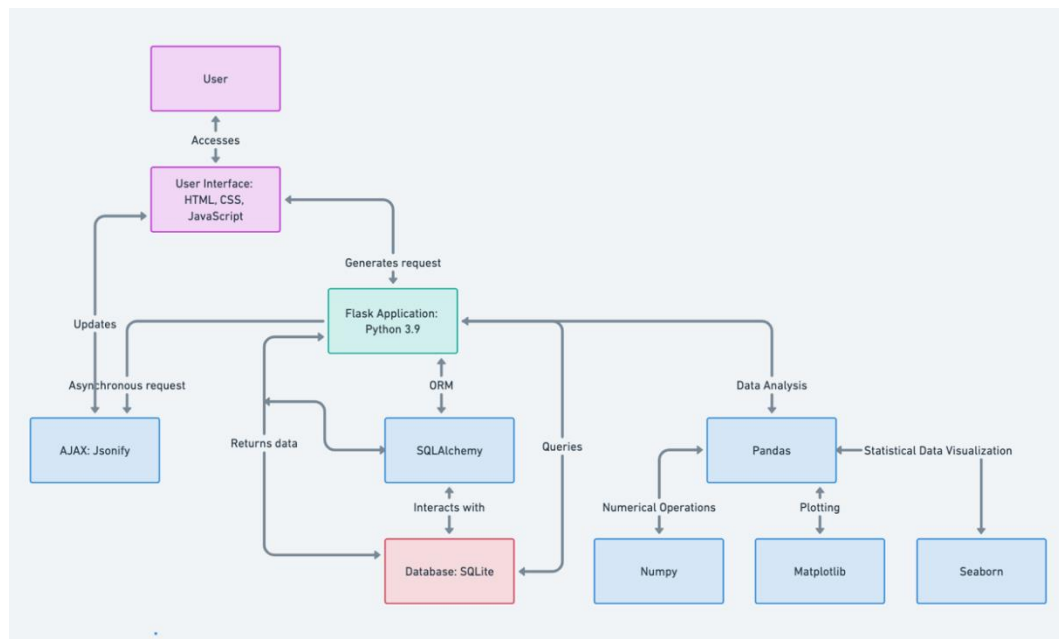 User
Accesses
User Interface:
HTML, CSS,
JavaScript
Generates request
Flask Application:
Python 3.9
Updates
Asynchronous request
ORM
Data Analysis
AJAX: Jsonify
Returns data
SQLAlchemy
Queries
Pandas
Statistical Data Visualization
Interacts with
Numerical Operations
Plotting
Database: SQLite
Numpy
Matplotlib
Seaborn